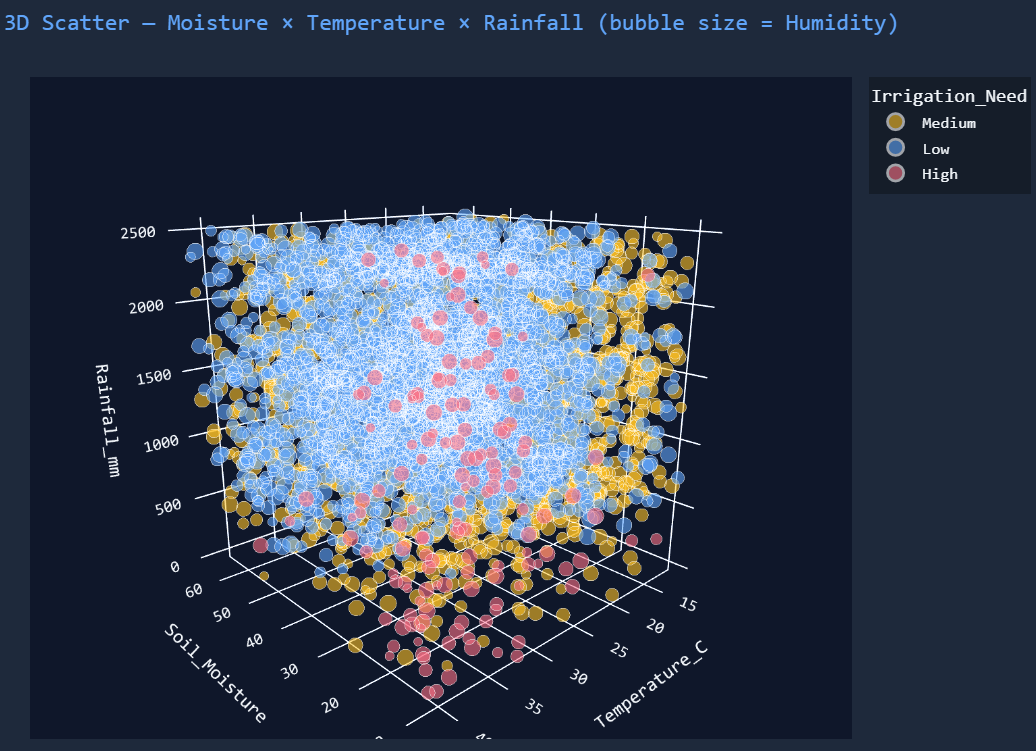 3D Scatter — Moisture × Temperature × Rainfall (bubble size = Humidity)
Irrigation_Need
Medium
Low
High
2500
2000
1500
1000
500
0
Rainfall_mm
60
50
40
30
20
Soil_Moisture
15
20
25
30
35
Temperature_C